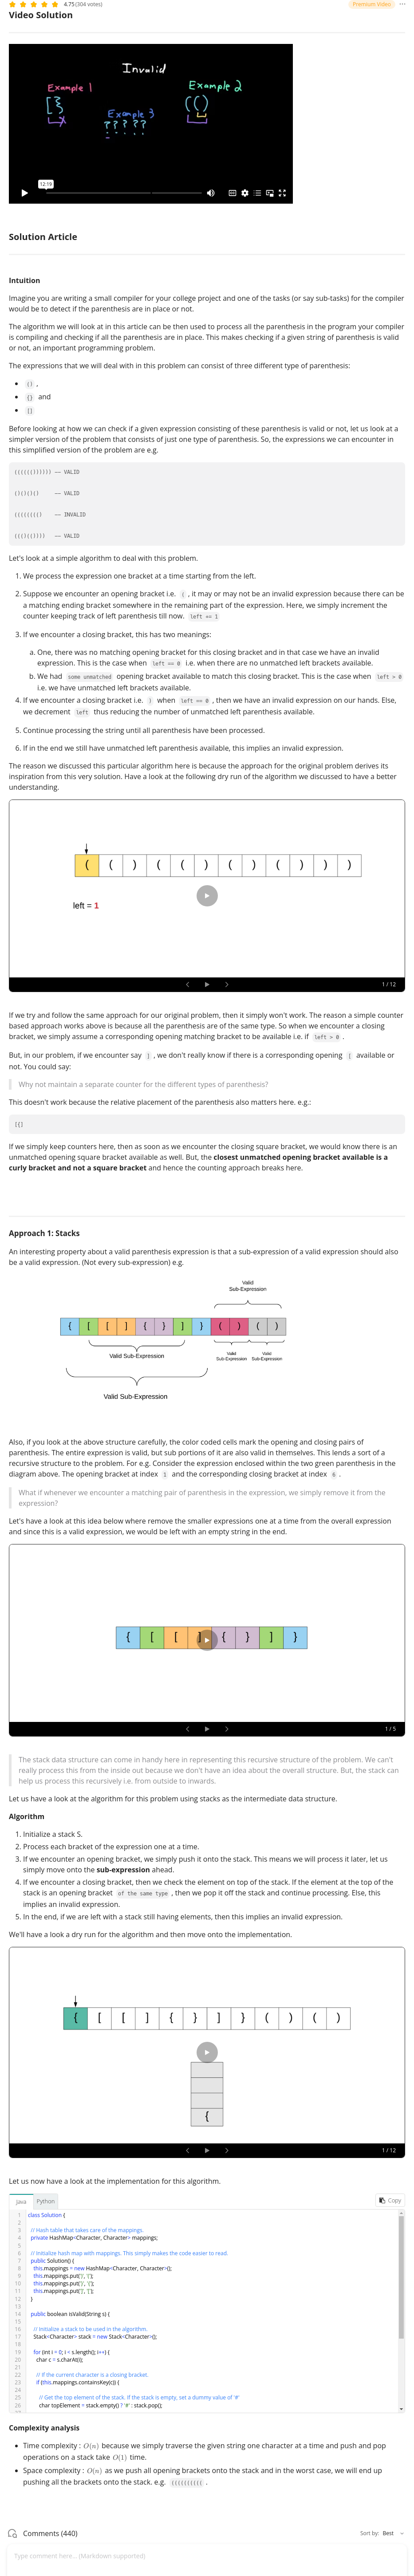 4.75 (304 votes)
Premium Video
Video Solution
Invalid
Example 1
Example 2
Example 3
[ }
( ( )
? ? ? ?
12:19
Solution Article
Intuition
Imagine you are writing a small compiler for your college project and one of the tasks (or say sub-tasks) for the compiler
would be to detect if the parenthesis are in place or not.
The algorithm we will look at in this article can be then used to process all the parenthesis in the program your compiler
is compiling and checking if all the parenthesis are in place. This makes checking if a given string of parenthesis is valid
or not, an important programming problem.
The expressions that we will deal with in this problem can consist of three different type of parenthesis:
• () ,
• {} and
• []
Before looking at how we can check if a given expression consisting of these parenthesis is valid or not, let us look at a
simpler version of the problem that consists of just one type of parenthesis. So, the expressions we can encounter in
this simplified version of the problem are e.g.
(((((()))))) -- VALID
()()()() -- VALID
(((((((() -- INVALID
((()(()))) -- VALID
Let's look at a simple algorithm to deal with this problem.
1. We process the expression one bracket at a time starting from the left.
2. Suppose we encounter an opening bracket i.e. ( , it may or may not be an invalid expression because there can be
a matching ending bracket somewhere in the remaining part of the expression. Here, we simply increment the
counter keeping track of left parenthesis till now. left += 1
3. If we encounter a closing bracket, this has two meanings:
a. One, there was no matching opening bracket for this closing bracket and in that case we have an invalid
expression. This is the case when left == 0 i.e. when there are no unmatched left brackets available.
b. We had some unmatched opening bracket available to match this closing bracket. This is the case when left > 0
i.e. we have unmatched left brackets available.
4. If we encounter a closing bracket i.e. ) when left == 0 , then we have an invalid expression on our hands. Else,
we decrement left thus reducing the number of unmatched left parenthesis available.
5. Continue processing the string until all parenthesis have been processed.
6. If in the end we still have unmatched left parenthesis available, this implies an invalid expression.
The reason we discussed this particular algorithm here is because the approach for the original problem derives its
inspiration from this very solution. Have a look at the following dry run of the algorithm we discussed to have a better
understanding.
( ( ) ( ( ) ( ) ( ) ) )
left = 1
1 / 12
If we try and follow the same approach for our original problem, then it simply won't work. The reason a simple counter
based approach works above is because all the parenthesis are of the same type. So when we encounter a closing
bracket, we simply assume a corresponding opening matching bracket to be available i.e. if left > 0 .
But, in our problem, if we encounter say ] , we don't really know if there is a corresponding opening [ available or
not. You could say:
Why not maintain a separate counter for the different types of parenthesis?
This doesn't work because the relative placement of the parenthesis also matters here. e.g.:
[{]
If we simply keep counters here, then as soon as we encounter the closing square bracket, we would know there is an
unmatched opening square bracket available as well. But, the closest unmatched opening bracket available is a
curly bracket and not a square bracket and hence the counting approach breaks here.
Approach 1: Stacks
An interesting property about a valid parenthesis expression is that a sub-expression of a valid expression should also
be a valid expression. (Not every sub-expression) e.g.
Valid
Sub-Expression
{ [ [ ] { } ] } ( ) ( )
Valid Sub-Expression
Valid
Sub-Expression
Valid
Sub-Expression
Valid Sub-Expression
Also, if you look at the above structure carefully, the color coded cells mark the opening and closing pairs of
parenthesis. The entire expression is valid, but sub portions of it are also valid in themselves. This lends a sort of a
recursive structure to the problem. For e.g. Consider the expression enclosed within the two green parenthesis in the
diagram above. The opening bracket at index 1 and the corresponding closing bracket at index 6 .
What if whenever we encounter a matching pair of parenthesis in the expression, we simply remove it from the
expression?
Let's have a look at this idea below where remove the smaller expressions one at a time from the overall expression
and since this is a valid expression, we would be left with an empty string in the end.
{ [ [ ] { } ] }
1 / 5
The stack data structure can come in handy here in representing this recursive structure of the problem. We can't
really process this from the inside out because we don't have an idea about the overall structure. But, the stack can
help us process this recursively i.e. from outside to inwards.
Let us have a look at the algorithm for this problem using stacks as the intermediate data structure.
Algorithm
1. Initialize a stack S.
2. Process each bracket of the expression one at a time.
3. If we encounter an opening bracket, we simply push it onto the stack. This means we will process it later, let us
simply move onto the sub-expression ahead.
4. If we encounter a closing bracket, then we check the element on top of the stack. If the element at the top of the
stack is an opening bracket of the same type , then we pop it off the stack and continue processing. Else, this
implies an invalid expression.
5. In the end, if we are left with a stack still having elements, then this implies an invalid expression.
We'll have a look a dry run for the algorithm and then move onto the implementation.
{ [ [ ] { } ] } ( ) ( )
{
1 / 12
Let us now have a look at the implementation for this algorithm.
Java
Python
Copy
1 class Solution {
2
3 // Hash table that takes care of the mappings.
4 private HashMap<Character, Character> mappings;
5
6 // Initialize hash map with mappings. This simply makes the code easier to read.
7 public Solution() {
8 this.mappings = new HashMap<Character, Character>();
9 this.mappings.put(')', '(');
10 this.mappings.put('}', '{');
11 this.mappings.put(']', '[');
12 }
13
14 public boolean isValid(String s) {
15
16 // Initialize a stack to be used in the algorithm.
17 Stack<Character> stack = new Stack<Character>();
18
19 for (int i = 0; i < s.length(); i++) {
20 char c = s.charAt(i);
21
22 // If the current character is a closing bracket.
23 if (this.mappings.containsKey(c)) {
24
25 // Get the top element of the stack. If the stack is empty, set a dummy value of '#'
26 char topElement = stack.empty() ? '#' : stack.pop();
Complexity analysis
• Time complexity : O(n) because we simply traverse the given string one character at a time and push and pop
operations on a stack take O(1) time.
• Space complexity : O(n) as we push all opening brackets onto the stack and in the worst case, we will end up
pushing all the brackets onto the stack. e.g. (((((((((( .
Comments (440)
Sort by: Best
Type comment here... (Markdown supported)